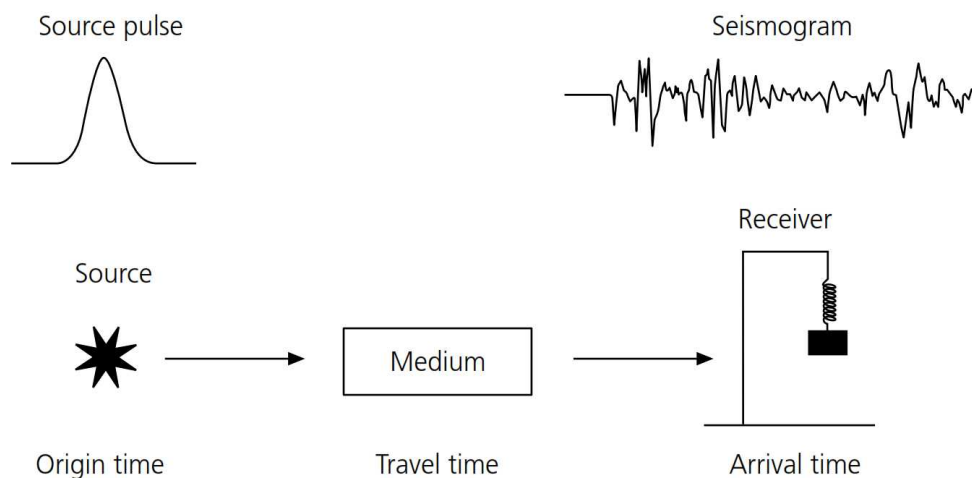 Source pulse
Seismogram
Receiver
Source
Medium
Origin time
Travel time
Arrival time